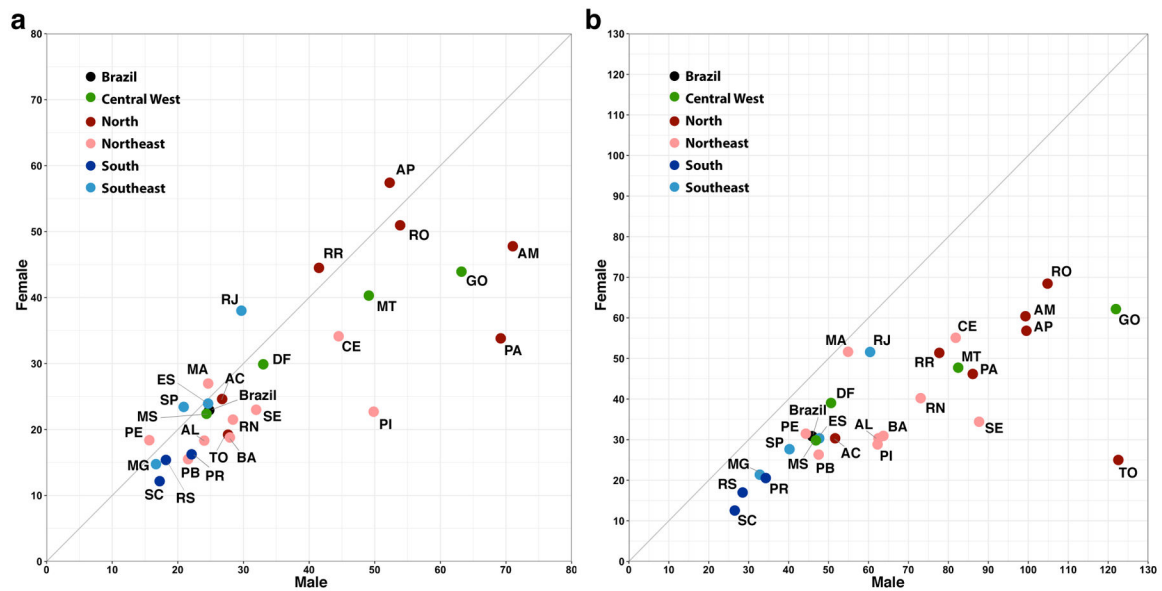 a
Female
80
70
60
50
40
30
20
10
0
0 10 20 30 40 50 60 70 80
Male
Brazil
Central West
North
Northeast
South
Southeast
AP
RO
AM
RR
GO
MT
RJ
CE
PA
DF
MA
AC
ES
Brazil
SP
MS
SE
PI
RN
PE
AL
TO
BA
MG
PB
PR
RS
SC
b
Female
130
120
110
100
90
80
70
60
50
40
30
20
10
0
0 10 20 30 40 50 60 70 80 90 100 110 120 130
Male
Brazil
Central West
North
Northeast
South
Southeast
RO
AM
GO
AP
CE
MA
RJ
RR
MT
PA
DF
RN
Brazil
ES
PE
AL
BA
SE
SP
AC
PI
MS
PB
MG
TO
RS
PR
SC